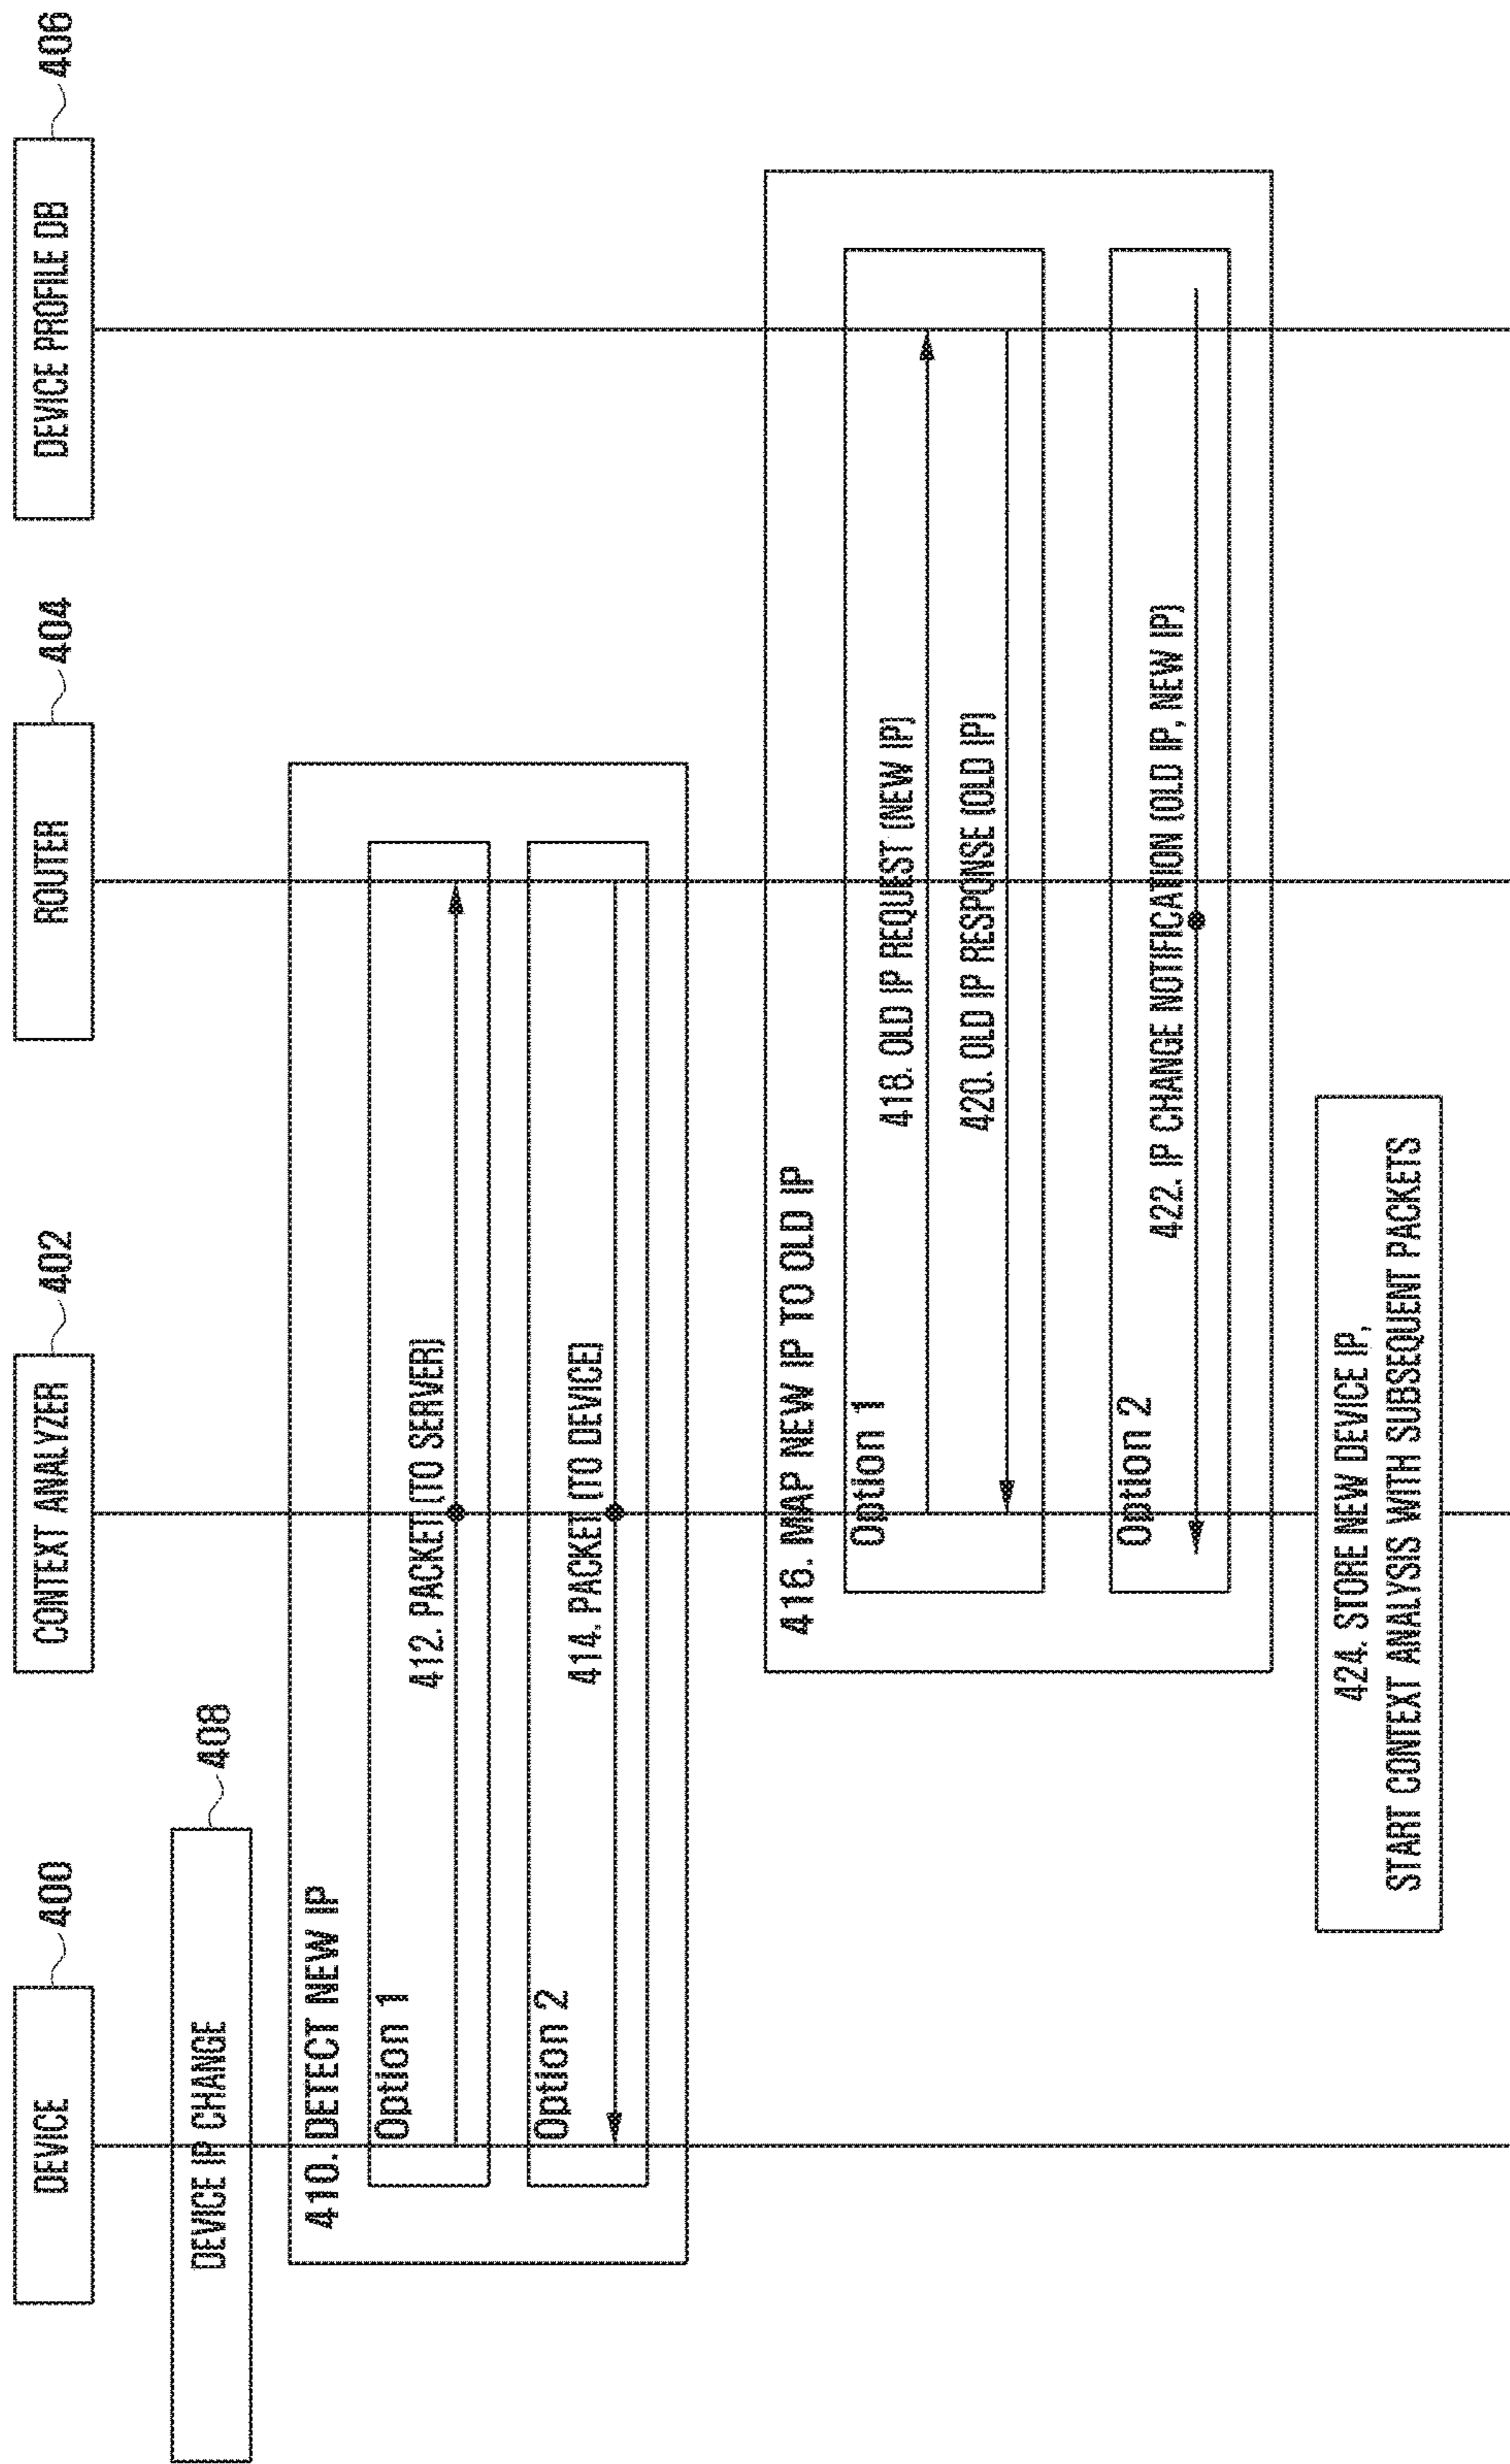 DEVICE
400
CONTEXT ANALYZER
402
ROUTER
404
DEVICE PROFILE DB
406
DEVICE IP CHANGE
408
410. DETECT NEW IP
Option 1
412. PACKET (TO SERVER)
Option 2
414. PACKET (TO DEVICE)
416. MAP NEW IP TO OLD IP
Option 1
418. OLD IP REQUEST (NEW IP)
420. OLD IP RESPONSE (OLD IP)
Option 2
422. IP CHANGE NOTIFICATION (OLD IP, NEW IP)
424. STORE NEW DEVICE IP,
START CONTEXT ANALYSIS WITH SUBSEQUENT PACKETS